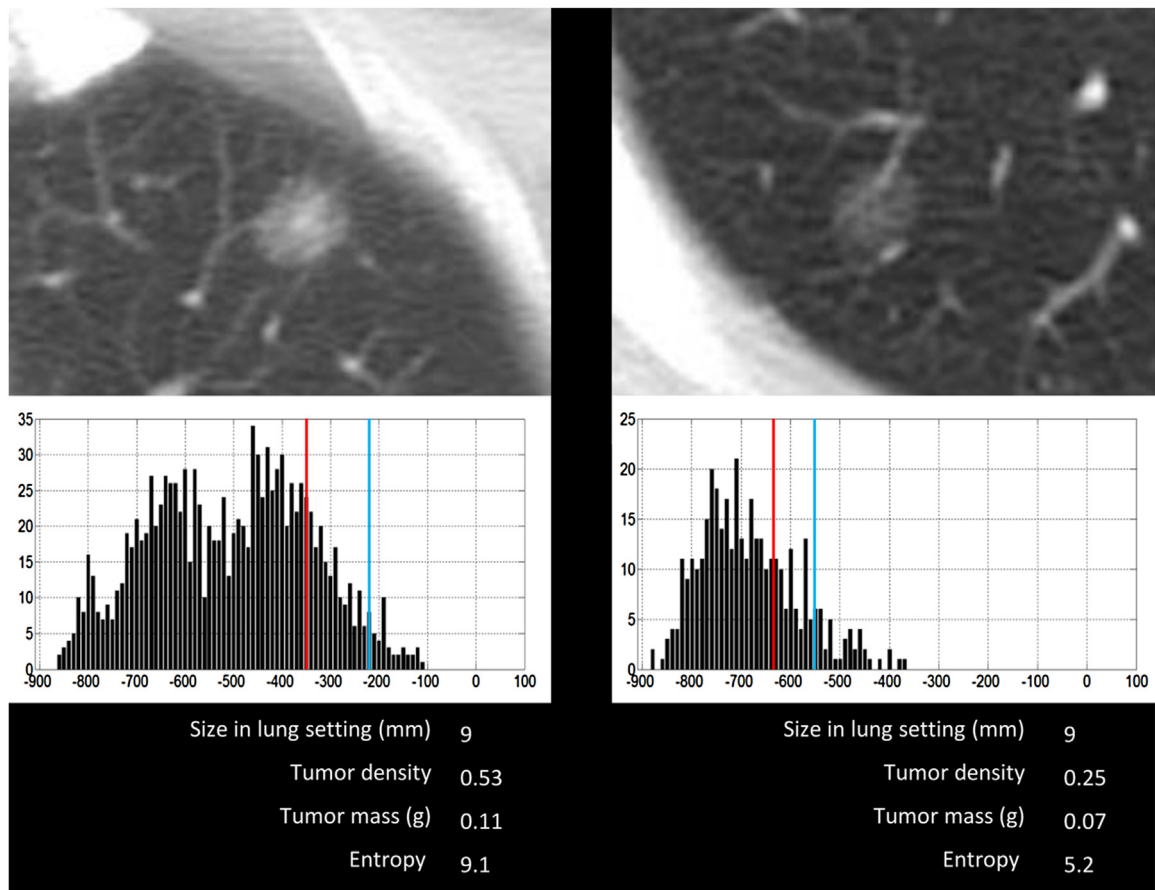 35
30
25
20
15
10
5
0
-900 -800 -700 -600 -500 -400 -300 -200 -100 0 100
25
20
15
10
5
0
-900 -800 -700 -600 -500 -400 -300 -200 -100 0 100
Size in lung setting (mm) 9
Tumor density 0.53
Tumor mass (g) 0.11
Entropy 9.1
Size in lung setting (mm) 9
Tumor density 0.25
Tumor mass (g) 0.07
Entropy 5.2